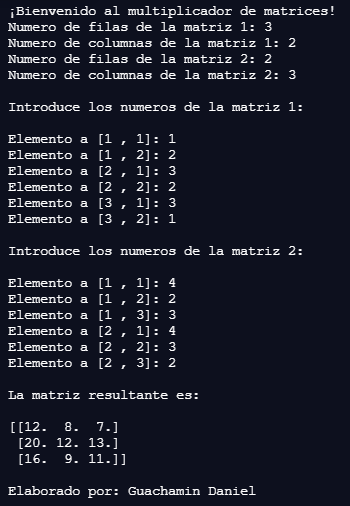 ¡Bienvenido al multiplicador de matrices!
Numero de filas de la matriz 1: 3
Numero de columnas de la matriz 1: 2
Numero de filas de la matriz 2: 2
Numero de columnas de la matriz 2: 3
Introduce los numeros de la matriz 1:
Elemento a [1 , 1]: 1
Elemento a [1 , 2]: 2
Elemento a [2 , 1]: 3
Elemento a [2 , 2]: 2
Elemento a [3 , 1]: 3
Elemento a [3 , 2]: 1
Introduce los numeros de la matriz 2:
Elemento a [1 , 1]: 4
Elemento a [1 , 2]: 2
Elemento a [1 , 3]: 3
Elemento a [2 , 1]: 4
Elemento a [2 , 2]: 3
Elemento a [2 , 3]: 2
La matriz resultante es:
[[12.  8.  7.]
 [20. 12. 13.]
 [16.  9. 11.]]
Elaborado por: Guachamin Daniel